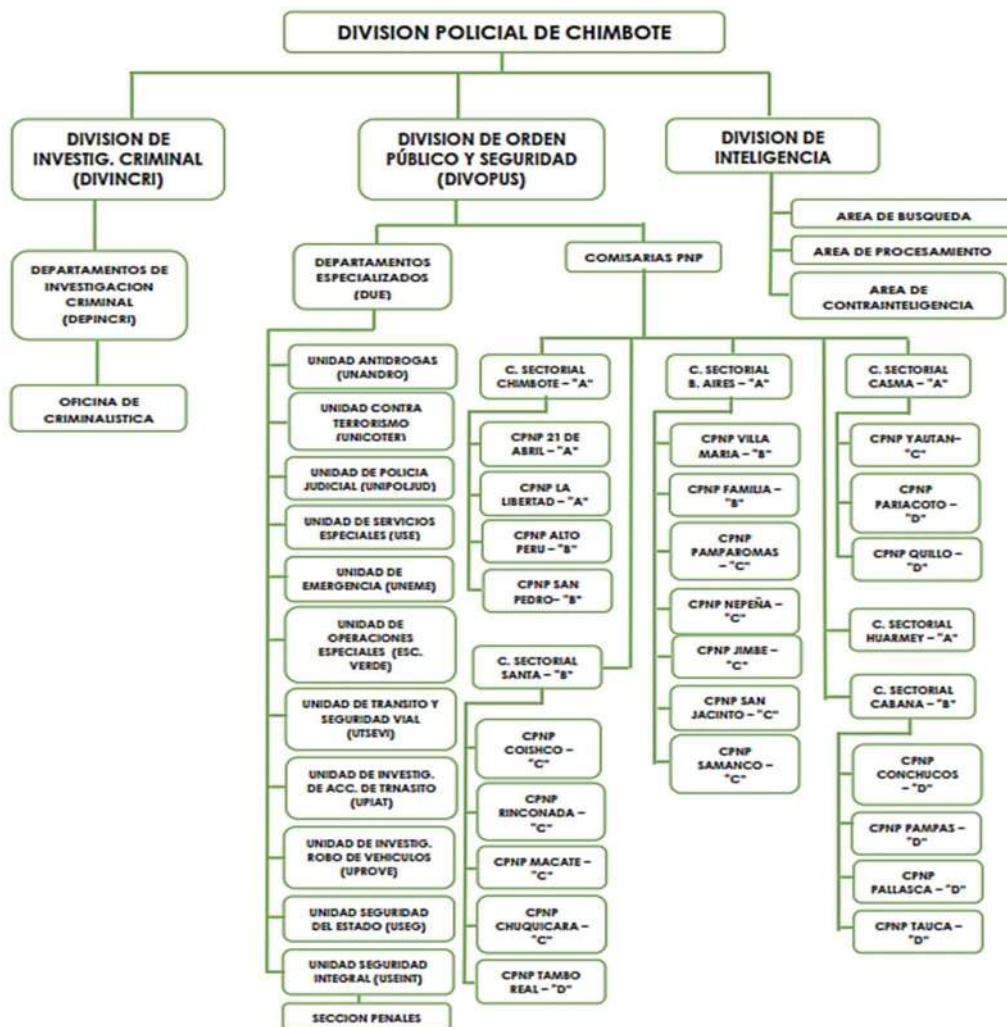 DIVISION POLICIAL DE CHIMBOTE
DIVISION DE
INVESTIG. CRIMINAL
(DIVINCRI)
DEPARTAMENTOS DE
INVESTIGACION
CRIMINAL
(DEPINCRI)
OFICINA DE
CRIMINALISTICA
DIVISION DE ORDEN
PÚBLICO Y SEGURIDAD
(DIVOPUS)
DEPARTAMENTOS
ESPECIALIZADOS
(DUE)
UNIDAD ANTIDROGAS
(UNANDRO)
UNIDAD CONTRA
TERRORISMO
(UNICOTER)
UNIDAD DE POLICIA
JUDICIAL (UNIPOLJUD)
UNIDAD DE SERVICIOS
ESPECIALES (USE)
UNIDAD DE
EMERGENCIA (UNEME)
UNIDAD DE
OPERACIONES
ESPECIALES (ESC.
VERDE)
UNIDAD DE TRANSITO Y
SEGURIDAD VIAL
(UTSEVI)
UNIDAD DE INVESTIG.
DE ACC. DE TRNASITO
(UPIAT)
UNIDAD DE INVESTIG.
ROBO DE VEHICULOS
(UPROVE)
UNIDAD SEGURIDAD
DEL ESTADO (USEG)
UNIDAD SEGURIDAD
INTEGRAL (USEINT)
SECCION PENALES
COMISARIAS PNP
C. SECTORIAL
CHIMBOTE – "A"
CPNP 21 DE
ABRIL – "A"
CPNP LA
LIBERTAD – "A"
CPNP ALTO
PERU – "B"
CPNP SAN
PEDRO– "B"
C. SECTORIAL
SANTA – "B"
CPNP
COISHCO –
"C"
CPNP
RINCONADA –
"C"
CPNP MACATE –
"C"
CPNP
CHUQUICARA –
"C"
CPNP TAMBO
REAL – "D"
C. SECTORIAL
B. AIRES – "A"
CPNP VILLA
MARIA – "B"
CPNP FAMILIA –
"B"
CPNP
PAMPAROMAS
– "C"
CPNP NEPEÑA –
"C"
CPNP JIMBE –
"C"
CPNP SAN
JACINTO – "C"
CPNP
SAMANCO – "C"
C. SECTORIAL
CASMA – "A"
CPNP YAUTAN–
"C"
CPNP
PARIACOTO –
"D"
CPNP QUILLO –
"D"
C. SECTORIAL
HUARMEY – "A"
C. SECTORIAL
CABANA – "B"
CPNP
CONCHUCOS
– "D"
CPNP PAMPAS –
"D"
CPNP
PALLASCA – "D"
CPNP TAUCA –
"D"
DIVISION DE
INTELIGENCIA
AREA DE BUSQUEDA
AREA DE PROCESAMIENTO
AREA DE
CONTRAINTELIGENCIA